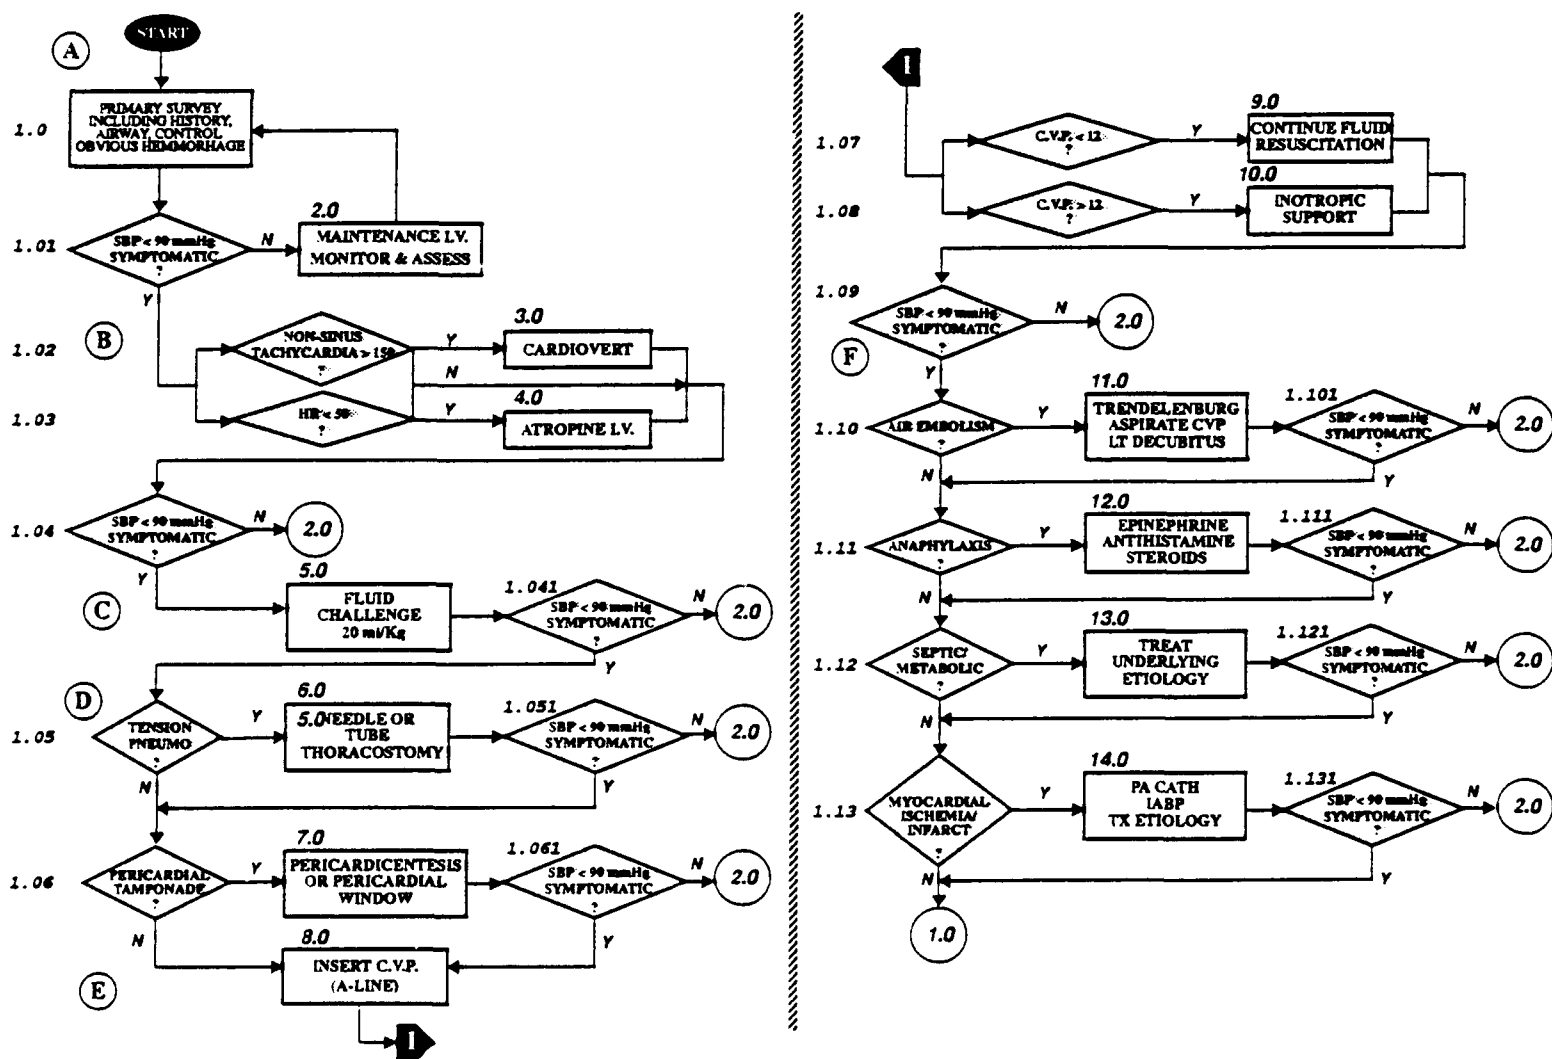 START
A
1.0
PRIMARY SURVEY
INCLUDING HISTORY,
AIRWAY, CONTROL
OBVIOUS HEMMORHAGE
1.01
SBP < 90 mmHg
SYMPTOMATIC
?
N
2.0
MAINTENANCE I.V.
MONITOR & ASSESS
Y
B
1.02
NON-SINUS
TACHYCARDIA > 150
?
Y
3.0
CARDIOVERT
N
1.03
HR < 50
?
Y
4.0
ATROPINE I.V.
1.04
SBP < 90 mmHg
SYMPTOMATIC
?
N
2.0
Y
C
5.0
FLUID
CHALLENGE
20 ml/Kg
1.041
SBP < 90 mmHg
SYMPTOMATIC
?
N
2.0
Y
D
1.05
TENSION
PNEUMO
?
Y
6.0
5.0
NEEDLE OR
TUBE
THORACOSTOMY
1.051
SBP < 90 mmHg
SYMPTOMATIC
?
N
2.0
N
Y
1.06
PERICARDIAL
TAMPONADE
?
Y
7.0
PERICARDICENTESIS
OR PERICARDIAL
WINDOW
1.061
SBP < 90 mmHg
SYMPTOMATIC
?
N
2.0
N
Y
E
8.0
INSERT C.V.P.
(A-LINE)
1
1
1.07
C.V.P. < 12
?
Y
9.0
CONTINUE FLUID
RESUSCITATION
1.08
C.V.P. > 12
?
Y
10.0
INOTROPIC
SUPPORT
1.09
SBP < 90 mmHg
SYMPTOMATIC
?
N
2.0
F
Y
1.10
AIR EMBOLISM
?
Y
11.0
TRENDELENBURG
ASPIRATE CVP
LT DECUBITUS
1.101
SBP < 90 mmHg
SYMPTOMATIC
?
N
2.0
N
Y
1.11
ANAPHYLAXIS
?
Y
12.0
EPINEPHRINE
ANTIHISTAMINE
STEROIDS
1.111
SBP < 90 mmHg
SYMPTOMATIC
?
N
2.0
N
Y
1.12
SEPTIC/
METABOLIC
?
Y
13.0
TREAT
UNDERLYING
ETIOLOGY
1.121
SBP < 90 mmHg
SYMPTOMATIC
?
N
2.0
N
Y
1.13
MYOCARDIAL
ISCHEMIA/
INFARCT
?
Y
14.0
PA CATH
IABP
TX ETIOLOGY
1.131
SBP < 90 mmHg
SYMPTOMATIC
?
N
2.0
N
Y
1.0